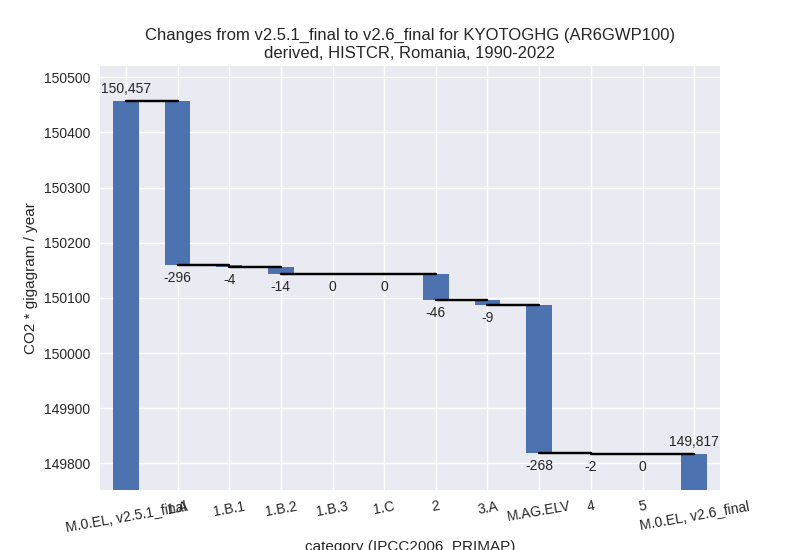 Changes from v2.5.1_final to v2.6_final for KYOTOGHG (AR6GWP100)
derived, HISTCR, Romania, 1990-2022
150500
150400
150300
150200
150100
150000
149900
149800
CO2 * gigagram / year
150,457
-296
-4
-14
0
0
-46
-9
-268
-2
0
149,817
M.0.EL, v2.5.1_final
1.A
1.B.1
1.B.2
1.B.3
1.C
2
3.A
M.AG.ELV
4
5
M.0.EL, v2.6_final
category (IPCC2006_PRIMAP)